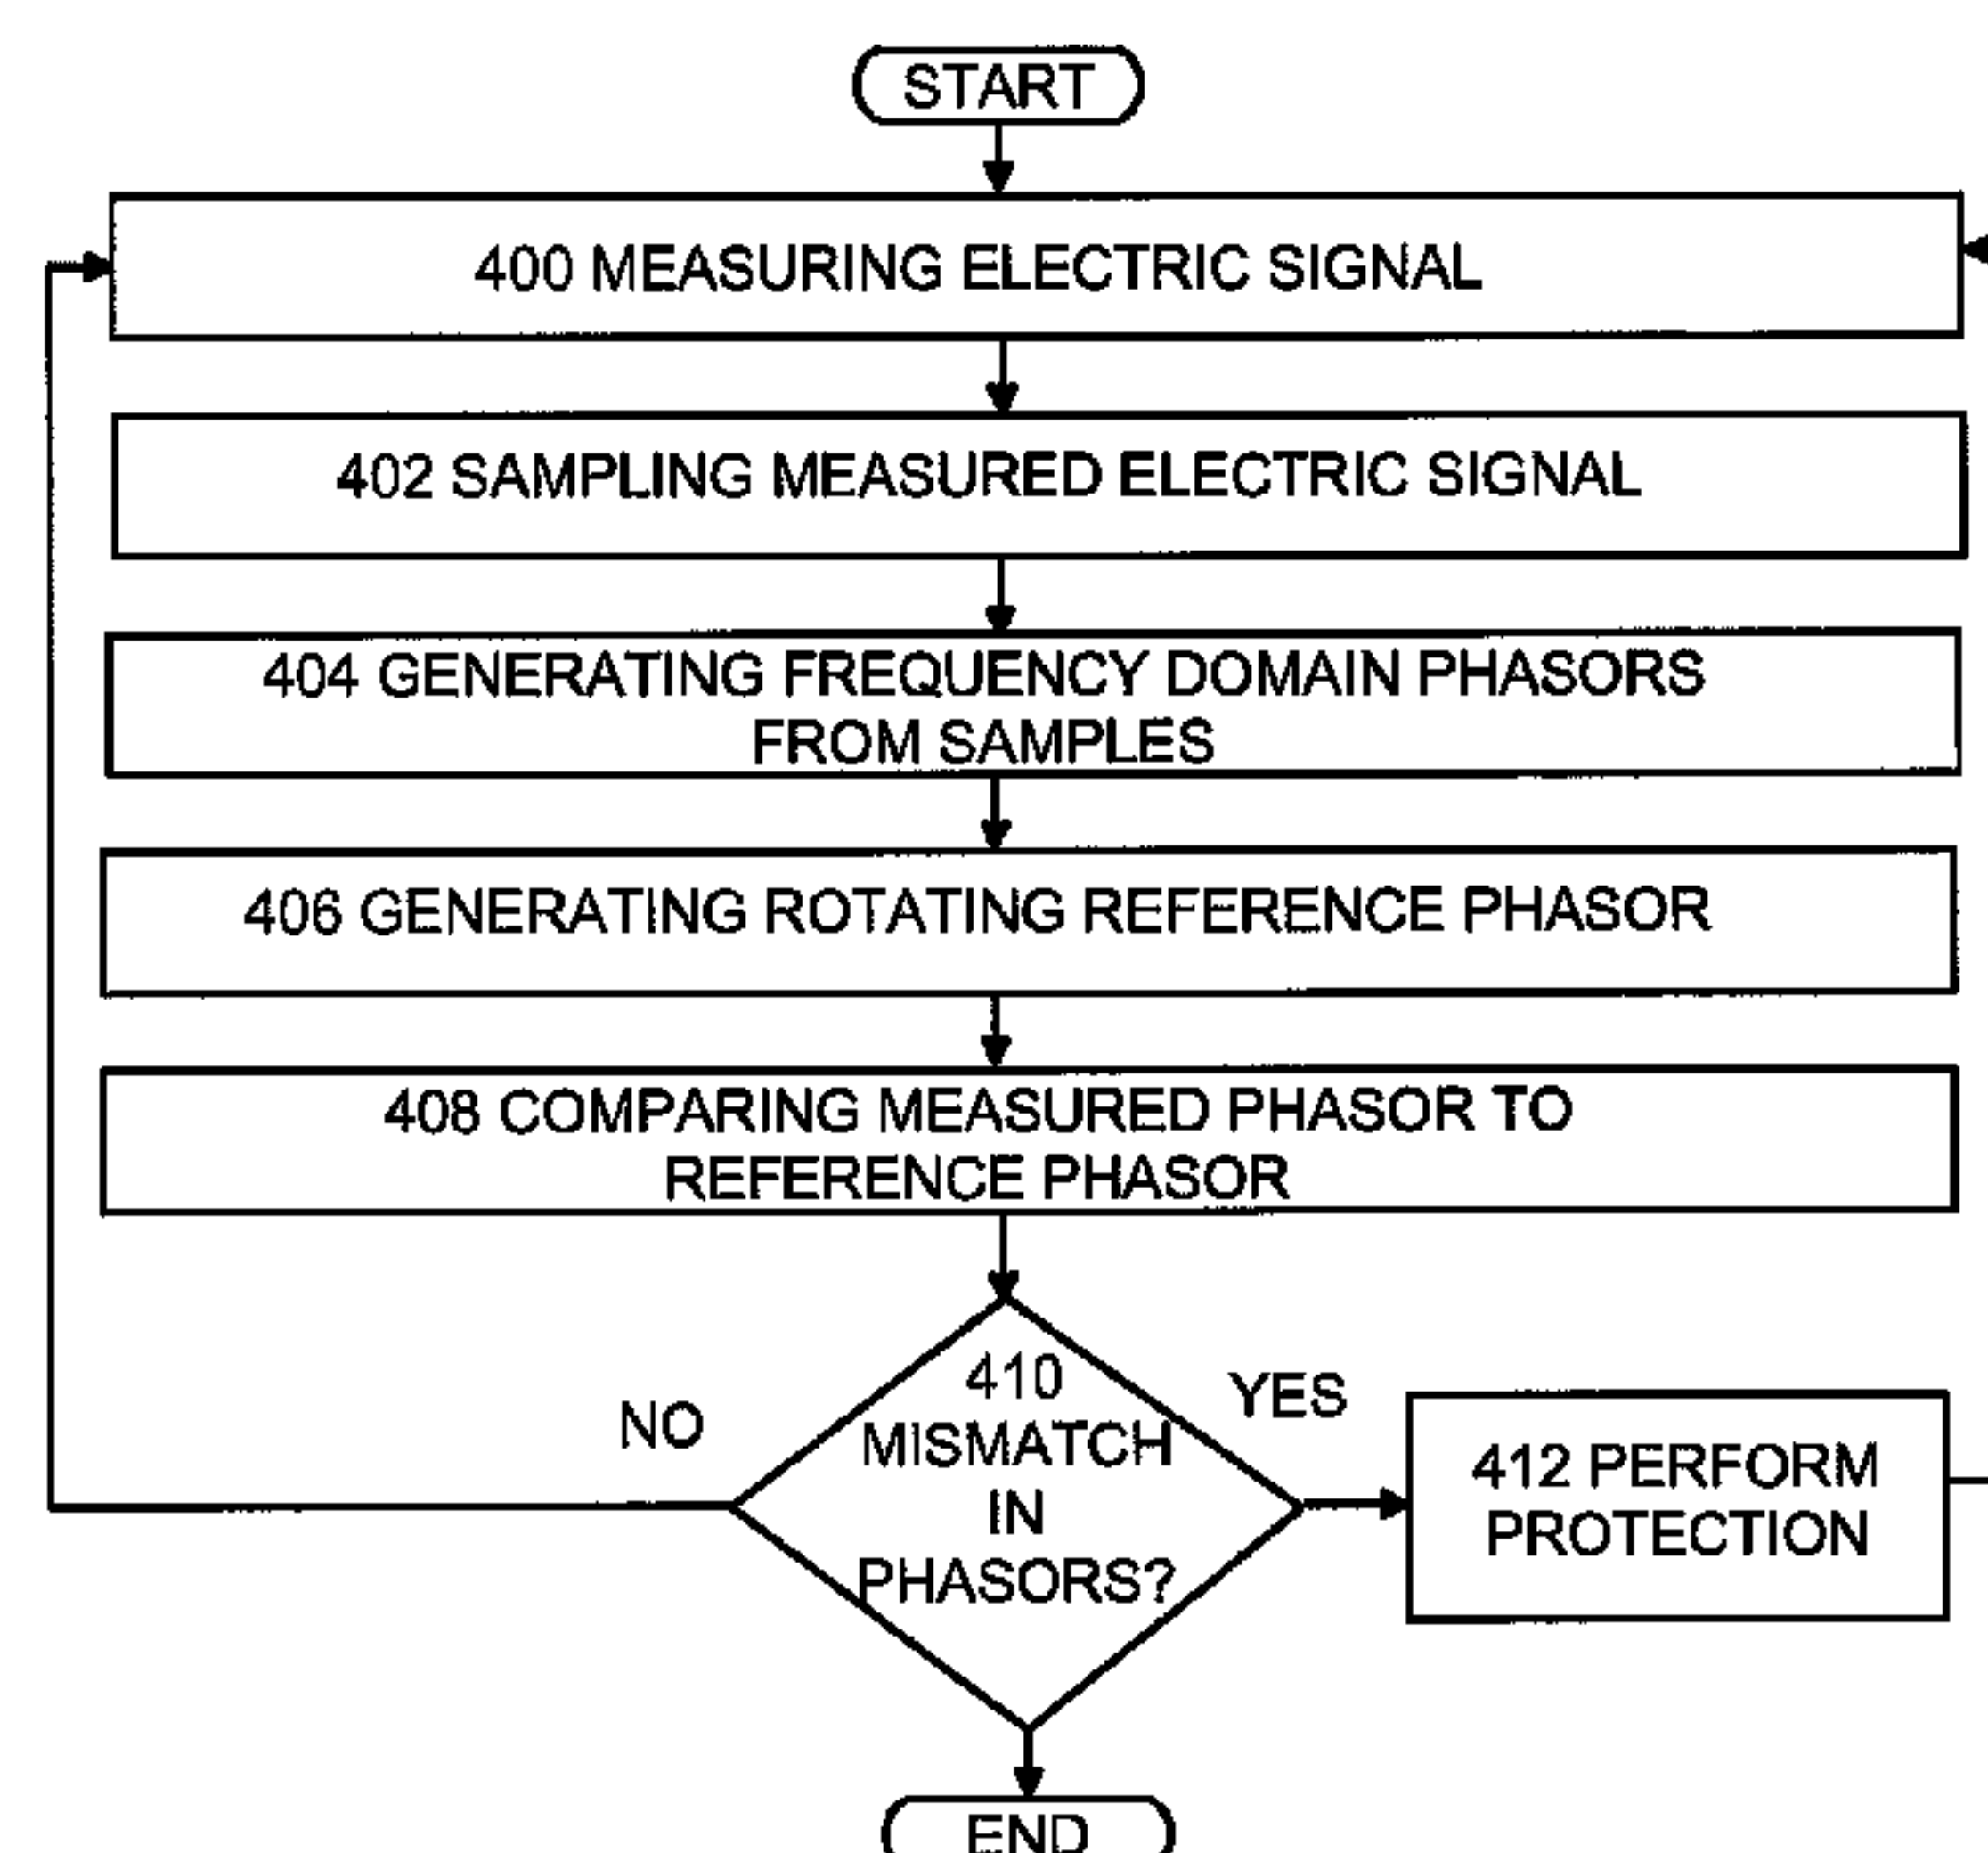 START
400 MEASURING ELECTRIC SIGNAL
402 SAMPLING MEASURED ELECTRIC SIGNAL
404 GENERATING FREQUENCY DOMAIN PHASORS
FROM SAMPLES
406 GENERATING ROTATING REFERENCE PHASOR
408 COMPARING MEASURED PHASOR TO
REFERENCE PHASOR
410
MISMATCH
IN
PHASORS?
NO
YES
412 PERFORM
PROTECTION
END